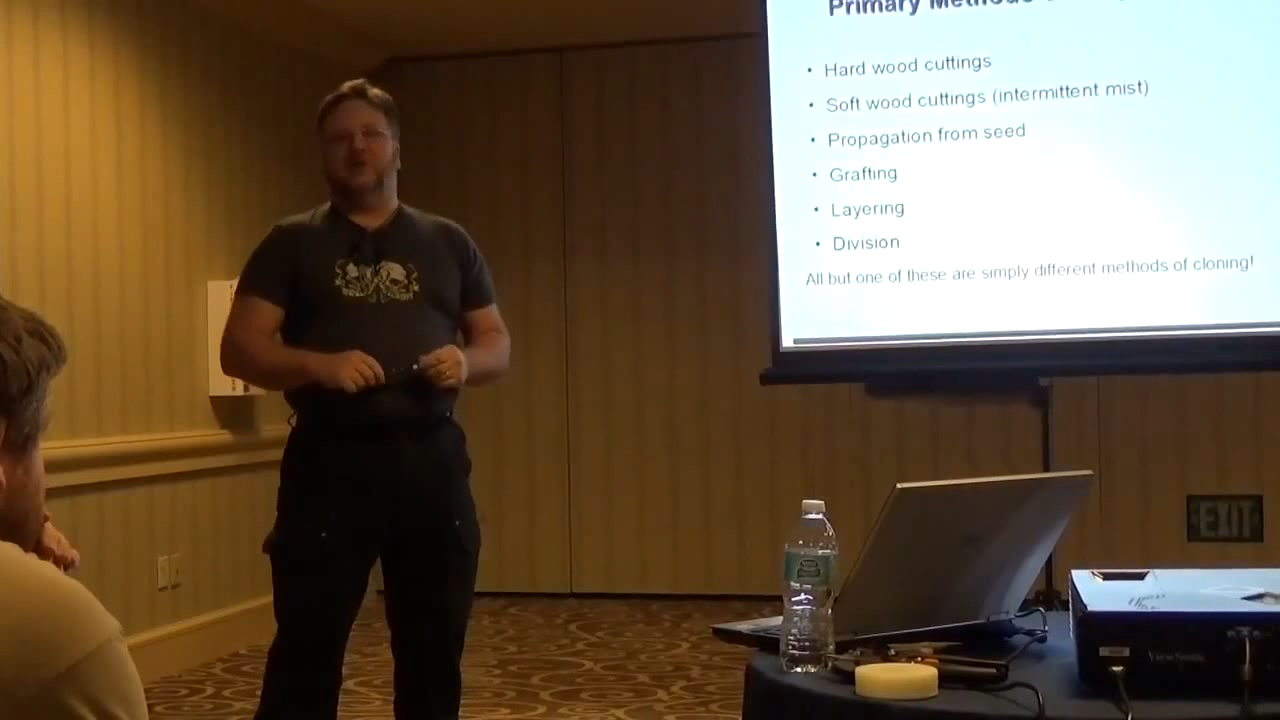 Primary Methods
• Hard wood cuttings
• Soft wood cuttings (intermittent mist)
• Propagation from seed
• Grafting
• Layering
• Division
All but one of these are simply different methods of cloning!
EXIT
ViewSonic